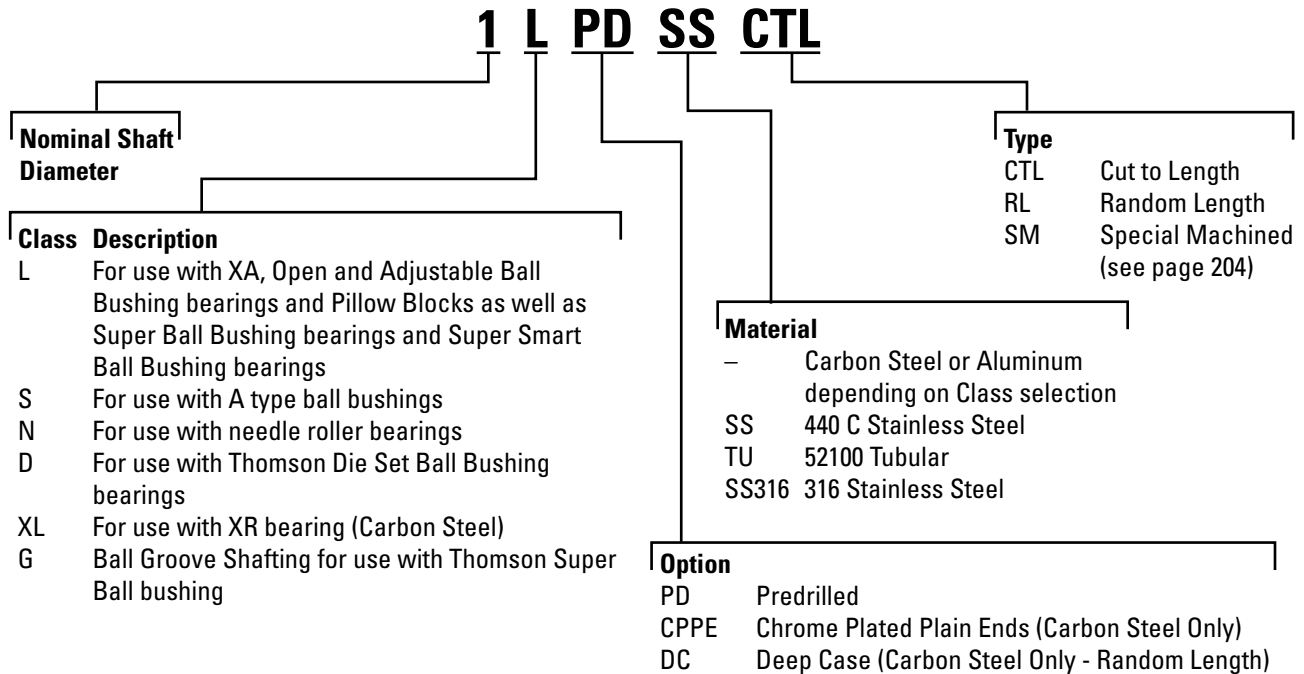 1 L PD SS CTL
Nominal Shaft
Diameter
Class Description
L For use with XA, Open and Adjustable Ball
Bushing bearings and Pillow Blocks as well as
Super Ball Bushing bearings and Super Smart
Ball Bushing bearings
S For use with A type ball bushings
N For use with needle roller bearings
D For use with Thomson Die Set Ball Bushing
bearings
XL For use with XR bearing (Carbon Steel)
G Ball Groove Shafting for use with Thomson Super
Ball bushing
Type
CTL Cut to Length
RL Random Length
SM Special Machined
(see page 204)
Material
– Carbon Steel or Aluminum
depending on Class selection
SS 440 C Stainless Steel
TU 52100 Tubular
SS316 316 Stainless Steel
Option
PD Predrilled
CPPE Chrome Plated Plain Ends (Carbon Steel Only)
DC Deep Case (Carbon Steel Only - Random Length)